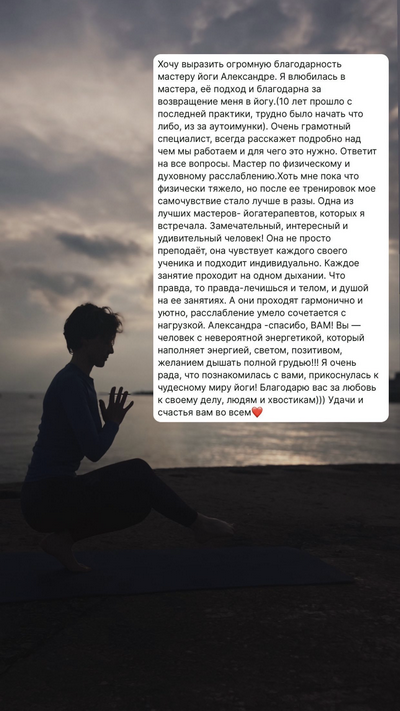 Хочу выразить огромную благодарность
мастеру йоги Александре. Я влюбилась в
мастера, её подход и благодарна за
возвращение меня в йогу.(10 лет прошло с
последней практики, трудно было начать что
либо, из за аутоимунки). Очень грамотный
специалист, всегда расскажет подробно над
чем мы работаем и для чего это нужно. Ответит
на все вопросы. Мастер по физическому и
духовному расслаблению.Хоть мне пока что
физически тяжело, но после ее тренировок мое
самочувствие стало лучше в разы. Одна из
лучших мастеров- йогатерапевтов, которых я
встречала. Замечательный, интересный и
удивительный человек! Она не просто
преподаёт, она чувствует каждого своего
ученика и подходит индивидуально. Каждое
занятие проходит на одном дыхании. Что
правда, то правда-лечишься и телом, и душой
на ее занятиях. А они проходят гармонично и
уютно, расслабление умело сочетается с
нагрузкой. Александра -спасибо, ВАМ! Вы —
человек с невероятной энергетикой, который
наполняет энергией, светом, позитивом,
желанием дышать полной грудью!!! Я очень
рада, что познакомилась с вами, прикоснулась к
чудесному миру йоги! Благодарю вас за любовь
к своему делу, людям и хвостикам))) Удачи и
счастья вам во всем❤️